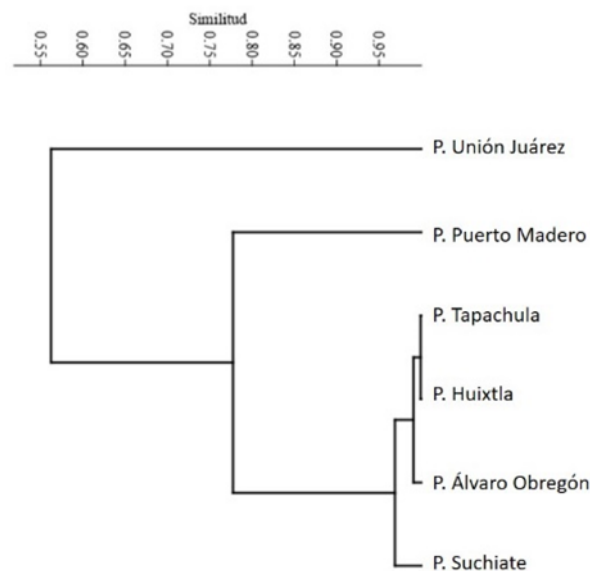 Similitud
0.55
0.60
0.65
0.70
0.75
0.80
0.85
0.90
0.95
P. Unión Juárez
P. Puerto Madero
P. Tapachula
P. Huixtla
P. Álvaro Obregón
P. Suchiate